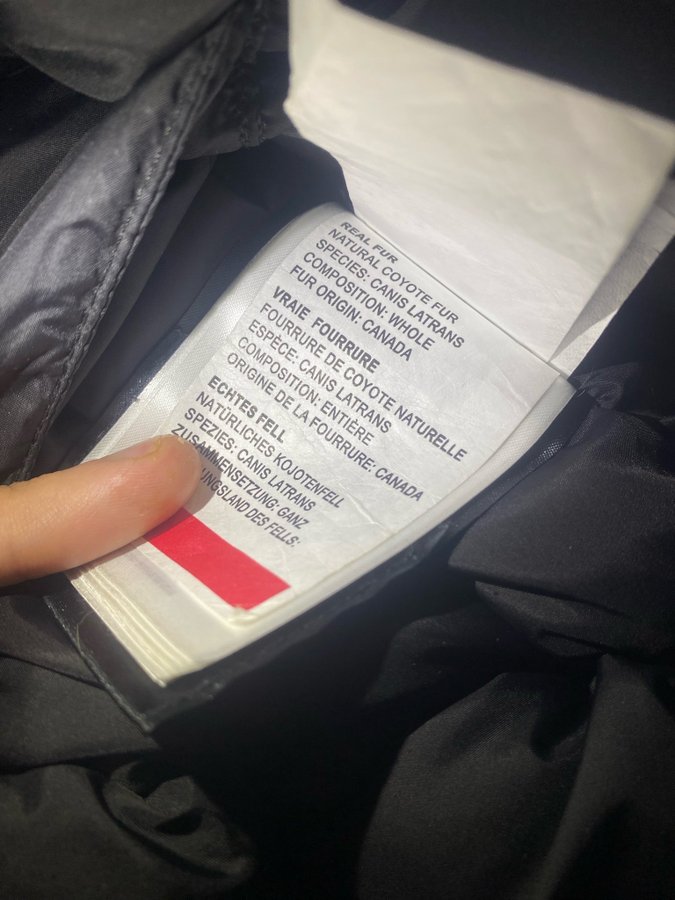 REAL FUR
NATURAL COYOTE FUR
SPECIES: CANIS LATRANS
COMPOSITION: WHOLE
FUR ORIGIN: CANADA
VRAIE FOURRURE
FOURRURE DE COYOTE NATURELLE
ESPÈCE: CANIS LATRANS
COMPOSITION: ENTIÈRE
ORIGINE DE LA FOURRURE: CANADA
ECHTES FELL
NATÜRLICHES KOJOTENFELL
SPEZIES: CANIS LATRANS
ZUSAMMENSETZUNG: GANZ
DES FELLS: